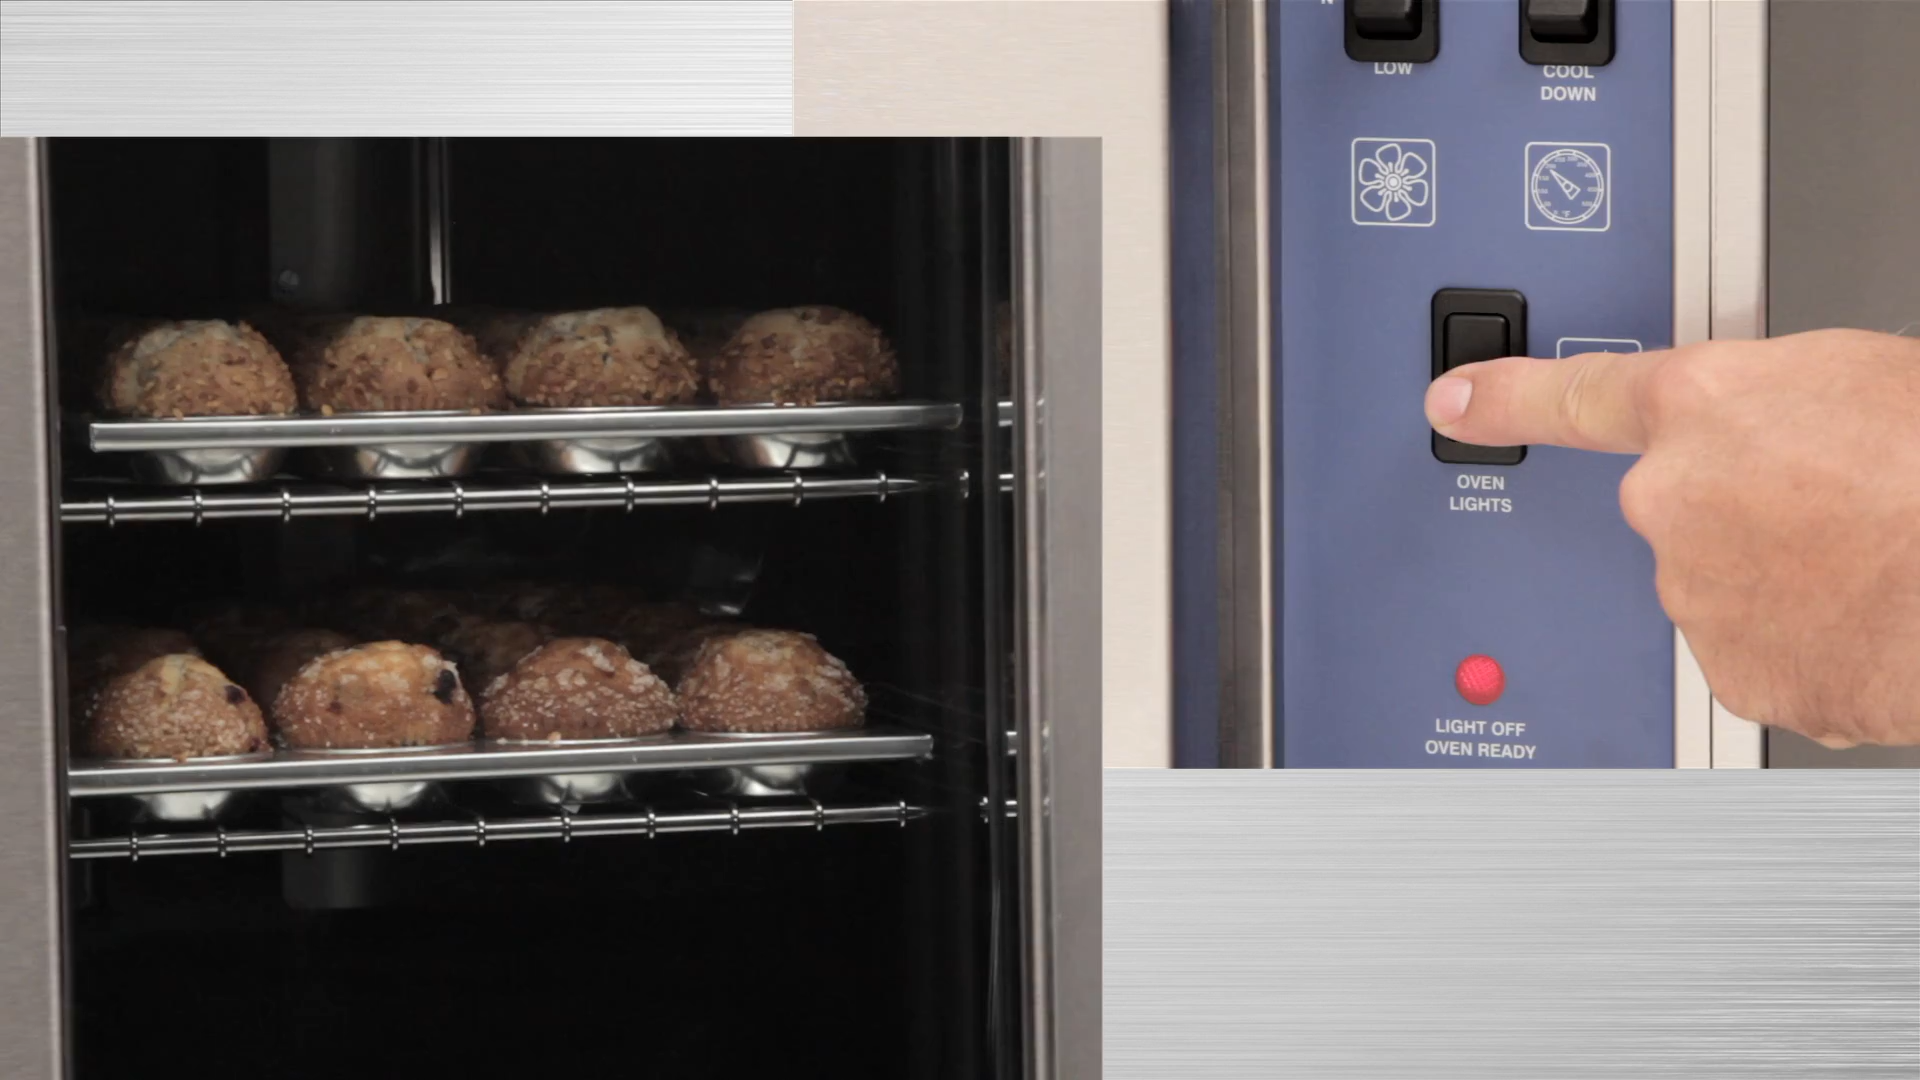 LOW
COOL
DOWN
OVEN
LIGHTS
LIGHT OFF
OVEN READY